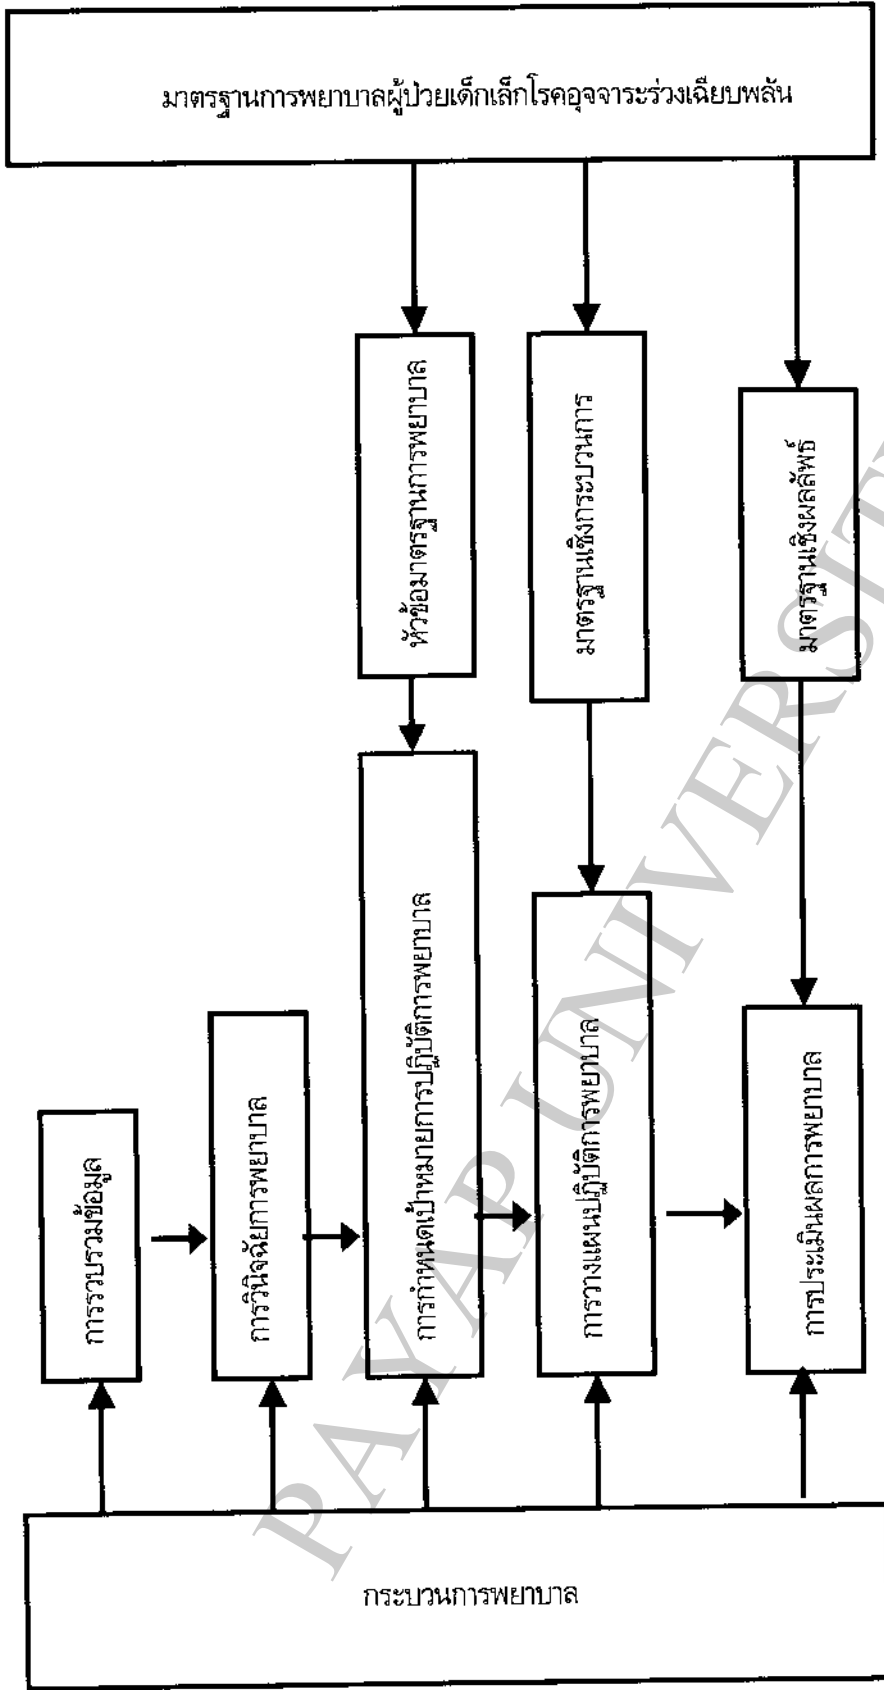 มาตรฐานการพยาบาลผู้ป่วยเด็กเล็กโรคอุจจาระร่วงเฉียบพลัน
หัวข้อมาตรฐานการพยาบาล
มาตรฐานเชิงกระบวนการ
มาตรฐานเชิงผลลัพธ์
การรวบรวมข้อมูล
การวินิจฉัยการพยาบาล
การกำหนดเป้าหมายการปฏิบัติการพยาบาล
การวางแผนปฏิบัติการพยาบาล
การประเมินผลการพยาบาล
กระบวนการพยาบาล
PAYAP UNIVERSIT